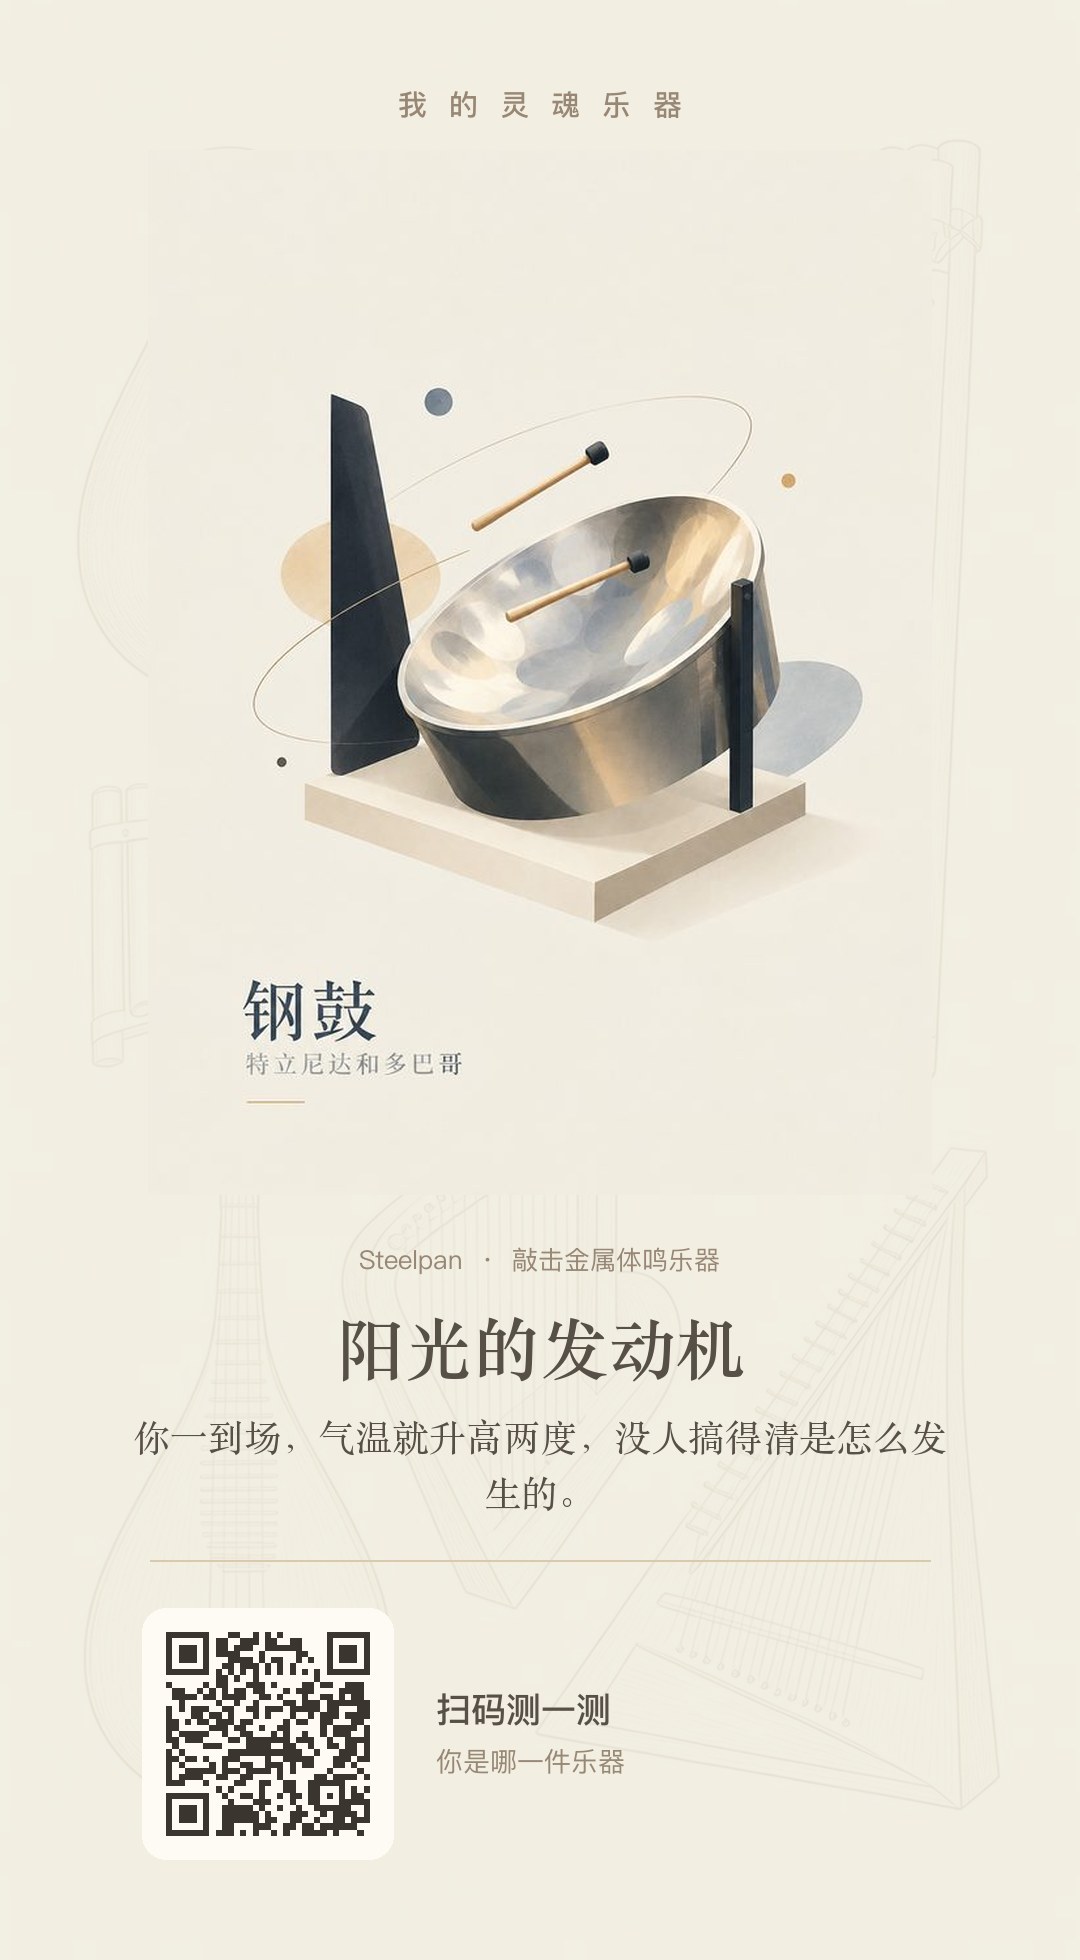 我的灵魂乐器
钢鼓
特立尼达和多巴哥
Steelpan · 敲击金属体鸣乐器
阳光的发动机
你一到场，气温就升高两度，没人搞得清是怎么发
生的。
扫码测一测
你是哪一件乐器